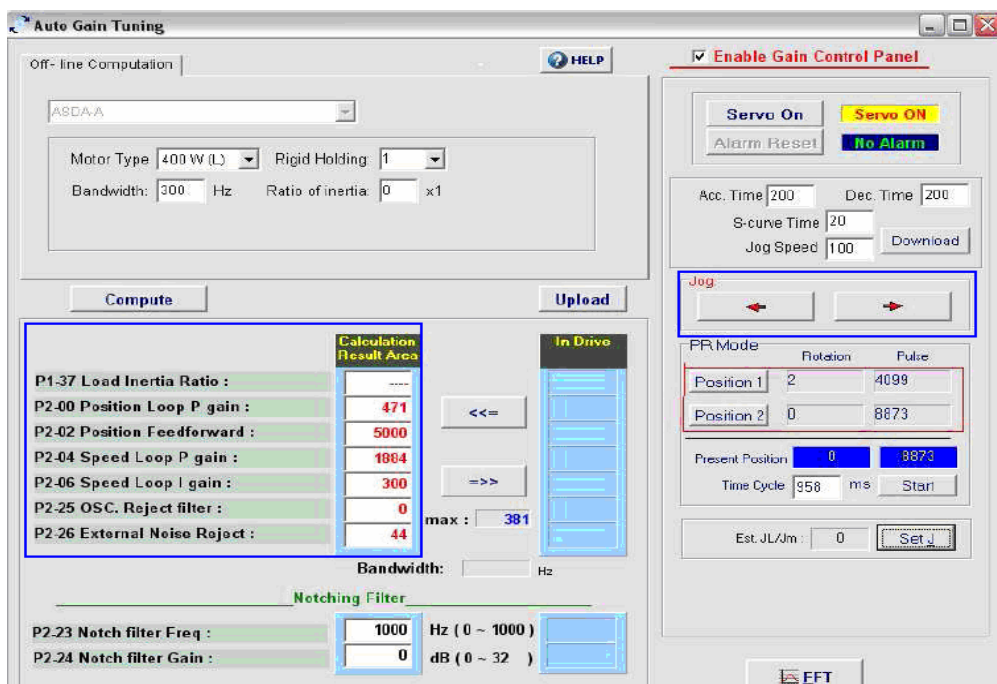 Auto Gain Tuning
Off- line Computation
HELP
ASDA-A
Motor Type 400 W (L) Rigid Holding: 1
Bandwidth: 300 Hz Ratio of inertia: 0 x1
Compute
Upload
Calculation
Result Area
In Drive
P1-37 Load Inertia Ratio : ----
P2-00 Position Loop P gain : 471
P2-02 Position Feedforward : 5000
P2-04 Speed Loop P gain : 1884
P2-06 Speed Loop I gain : 300
P2-25 OSC. Reject filter : 0
P2-26 External Noise Reject : 44
<<=
=>>
max : 381
Bandwidth: Hz
Notching Filter
P2-23 Notch filter Freq : 1000 Hz ( 0 ~ 1000 )
P2-24 Notch filter Gain : 0 dB ( 0 ~ 32 )
Enable Gain Control Panel
Servo On Servo ON
Alarm Reset No Alarm
Acc. Time 200 Dec. Time 200
S-curve Time 20
Jog Speed 100 Download
Jog
PR Mode
Rotation Pulse
Position 1 2 4099
Position 2 0 8873
Present Position 0 8873
Time Cycle 958 ms Start
Est. JL/Jm : 0 Set J
FFT